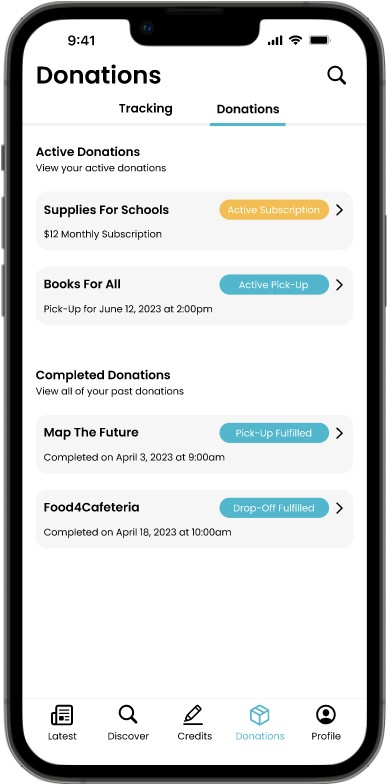 9:41
Donations
Tracking
Donations
Active Donations
View your active donations
Supplies For Schools
Active Subscription
$12 Monthly Subscription
Books For All
Active Pick-Up
Pick-Up for June 12, 2023 at 2:00pm
Completed Donations
View all of your past donations
Map The Future
Pick-Up Fulfilled
Completed on April 3, 2023 at 9:00am
Food4Cafeteria
Drop-Off Fulfilled
Completed on April 18, 2023 at 10:00am
Latest
Discover
Credits
Donations
Profile